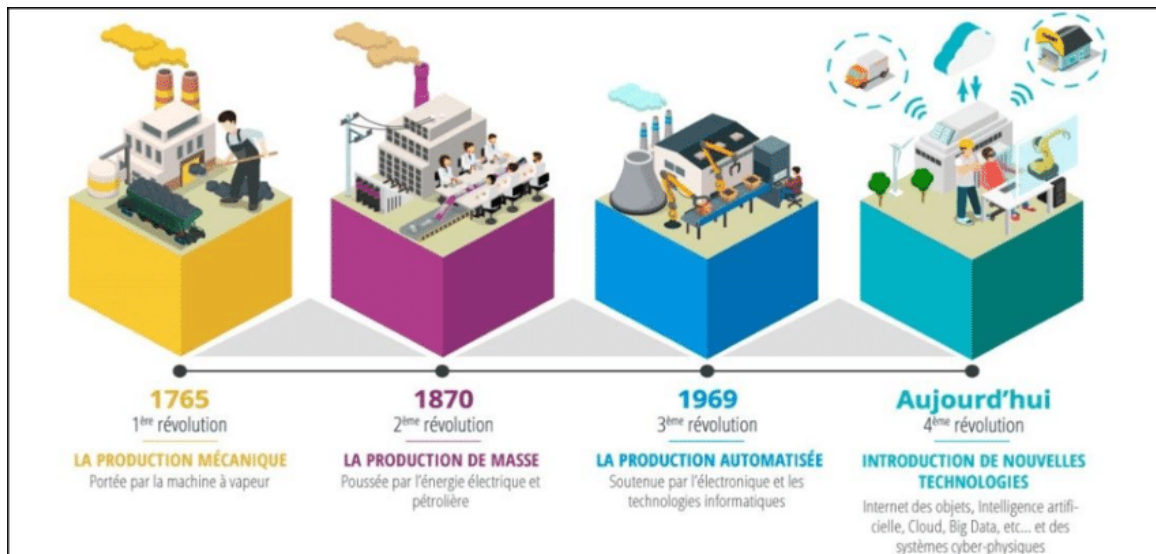 1765
1ère révolution
LA PRODUCTION MÉCANIQUE
Portée par la machine à vapeur
1870
2ème révolution
LA PRODUCTION DE MASSE
Poussée par l'énergie électrique et
pétrolière
1969
3ème révolution
LA PRODUCTION AUTOMATISÉE
Soutenue par l'électronique et les
technologies informatiques
Aujourd'hui
4ème révolution
INTRODUCTION DE NOUVELLES
TECHNOLOGIES
Internet des objets, Intelligence artifi-
cielle, Cloud, Big Data, etc... et des
systèmes cyber-physiques